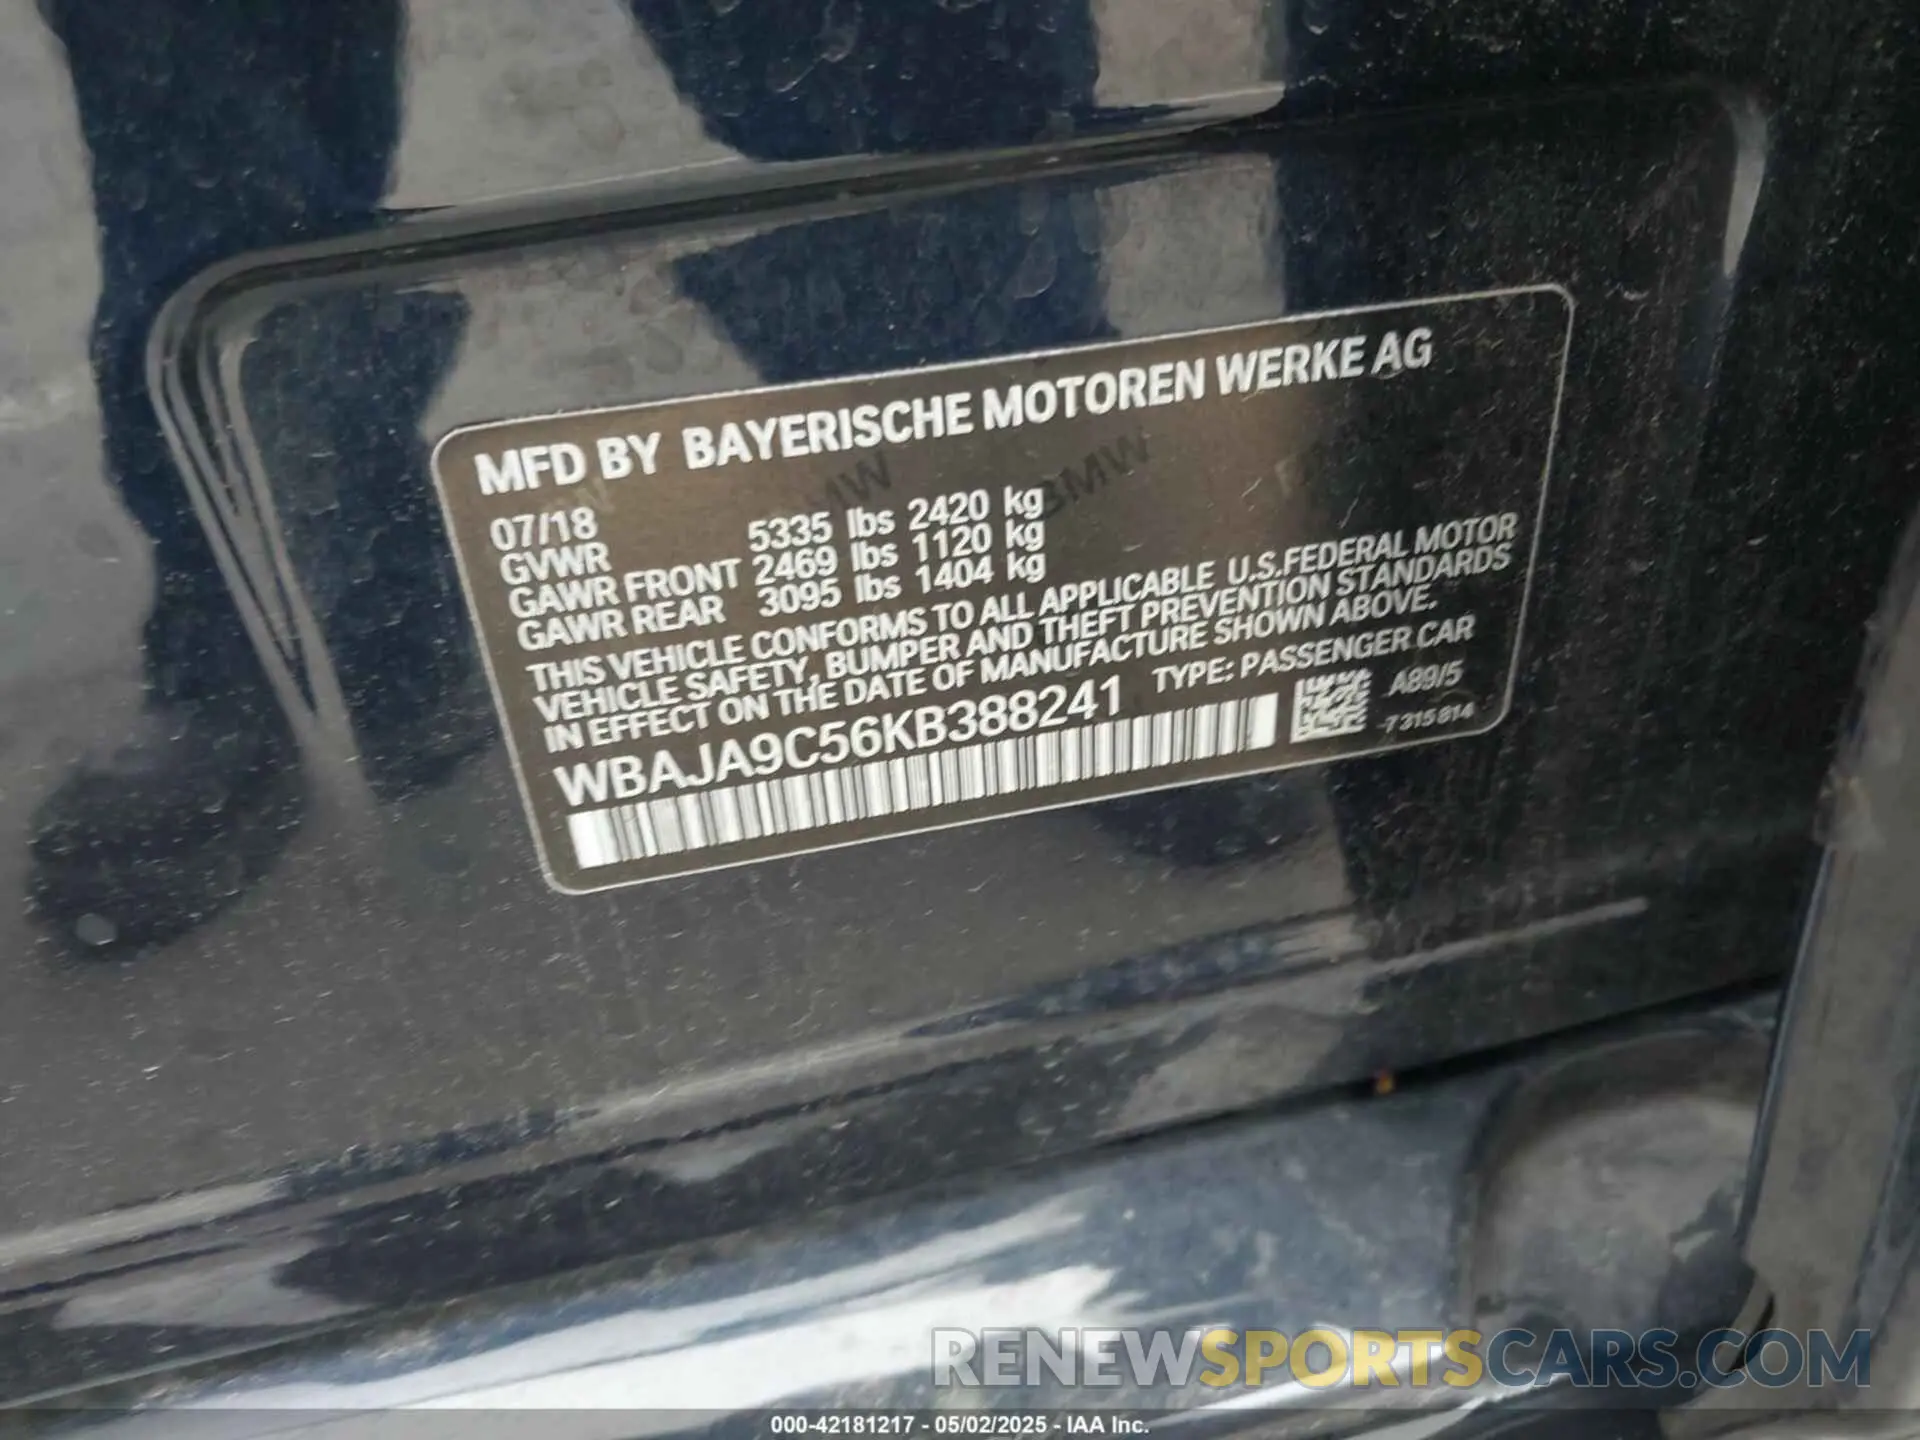 MFD BY BAYERISCHE MOTOREN WERKE AG
BMW
07/18
GVWR 5335 lbs 2420 kg
GAWR FRONT 2469 lbs 1120 kg
GAWR REAR 3095 lbs 1404 kg
THIS VEHICLE CONFORMS TO ALL APPLICABLE U.S.FEDERAL MOTOR
VEHICLE SAFETY, BUMPER AND THEFT PREVENTION STANDARDS
IN EFFECT ON THE DATE OF MANUFACTURE SHOWN ABOVE.
WBAJA9C56KB388241 TYPE: PASSENGER CAR
A89/5
7315814
RENEWSPORTSCARS.COM
000-42181217 - 05/02/2025 - IAA Inc.